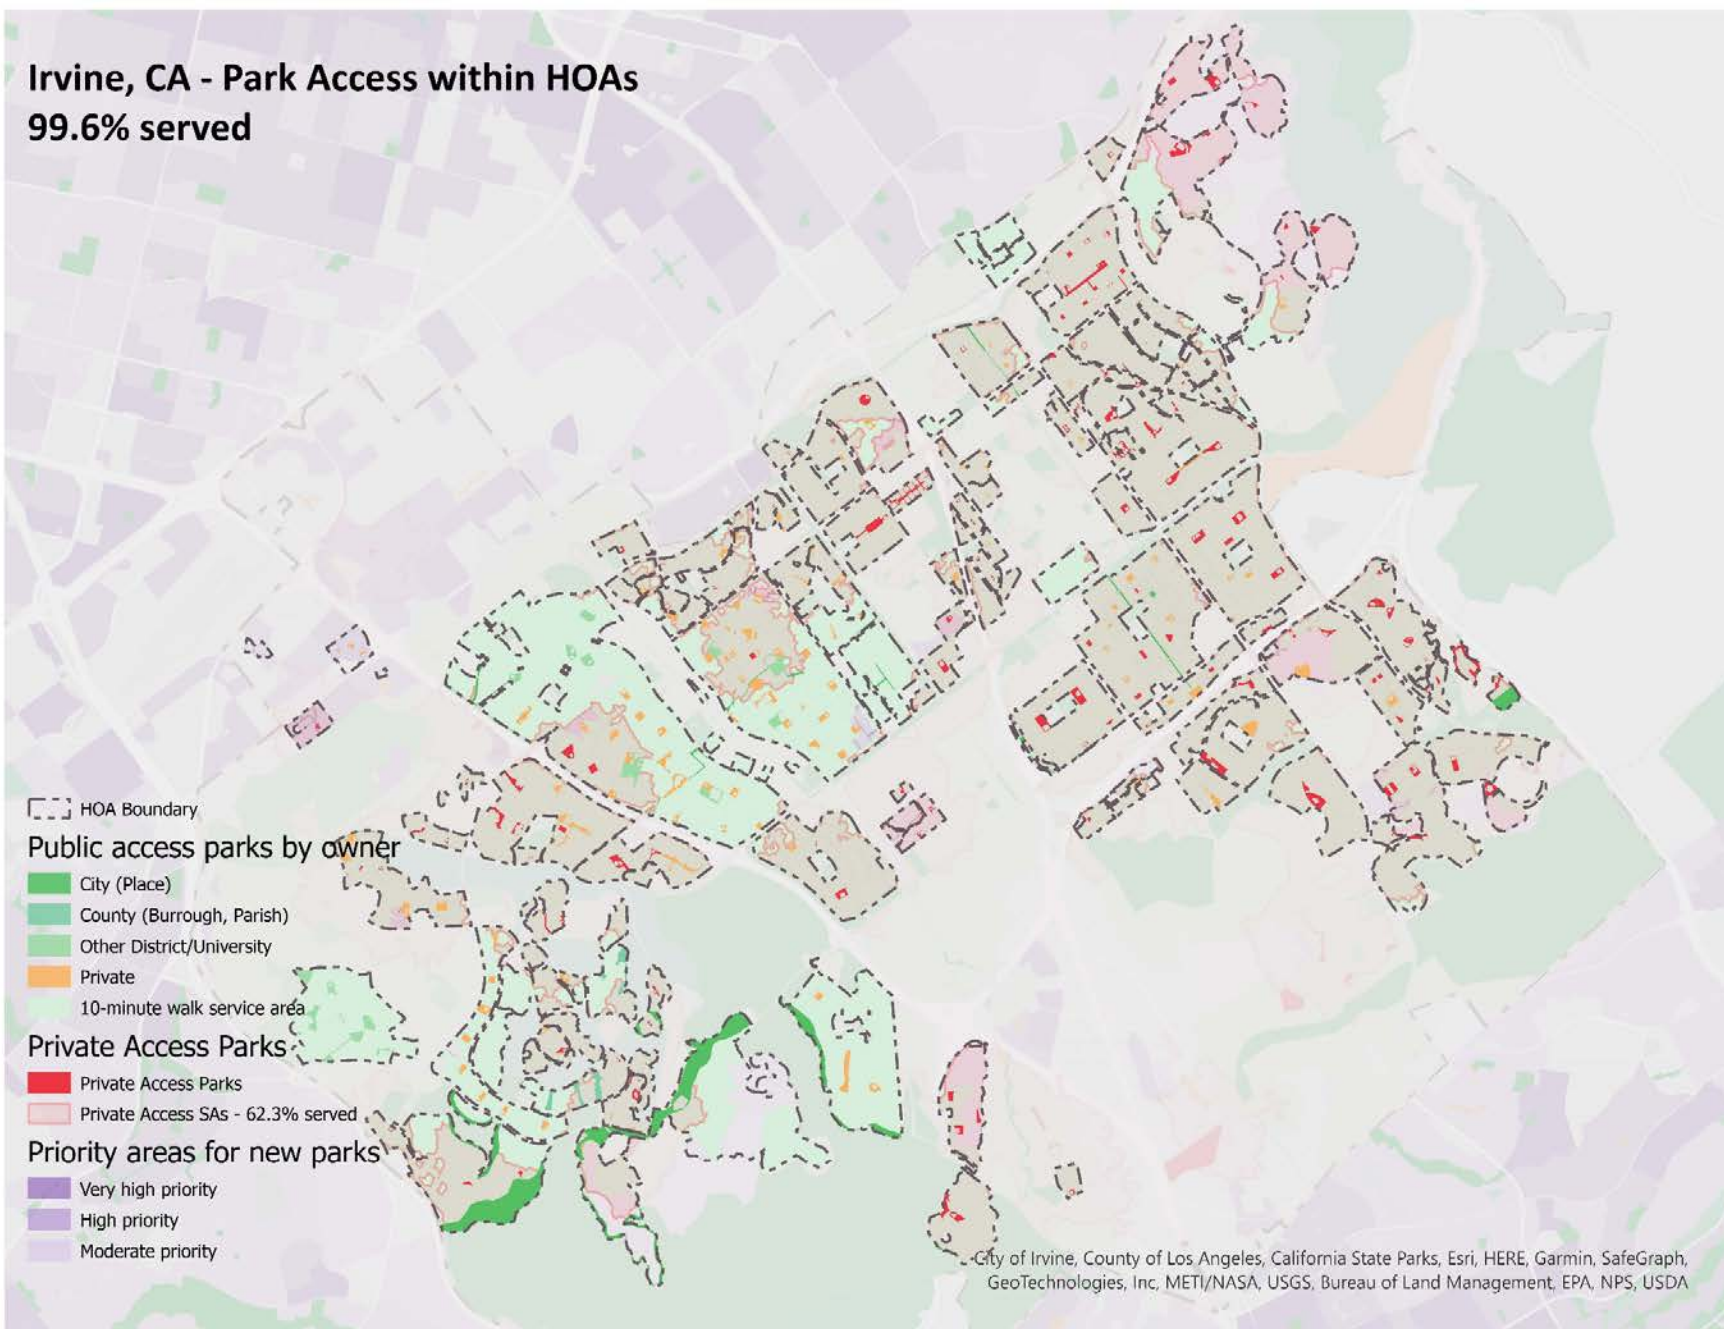 Irvine, CA - Park Access within HOAs
99.6% served
HOA Boundary
Public access parks by owner
City (Place)
County (Burrough, Parish)
Other District/University
Private
10-minute walk service area
Private Access Parks
Private Access Parks
Private Access SAs - 62.3% served
Priority areas for new parks
Very high priority
High priority
Moderate priority
City of Irvine, County of Los Angeles, California State Parks, Esri, HERE, Garmin, SafeGraph,
GeoTechnologies, Inc, METI/NASA, USGS, Bureau of Land Management, EPA, NPS, USDA